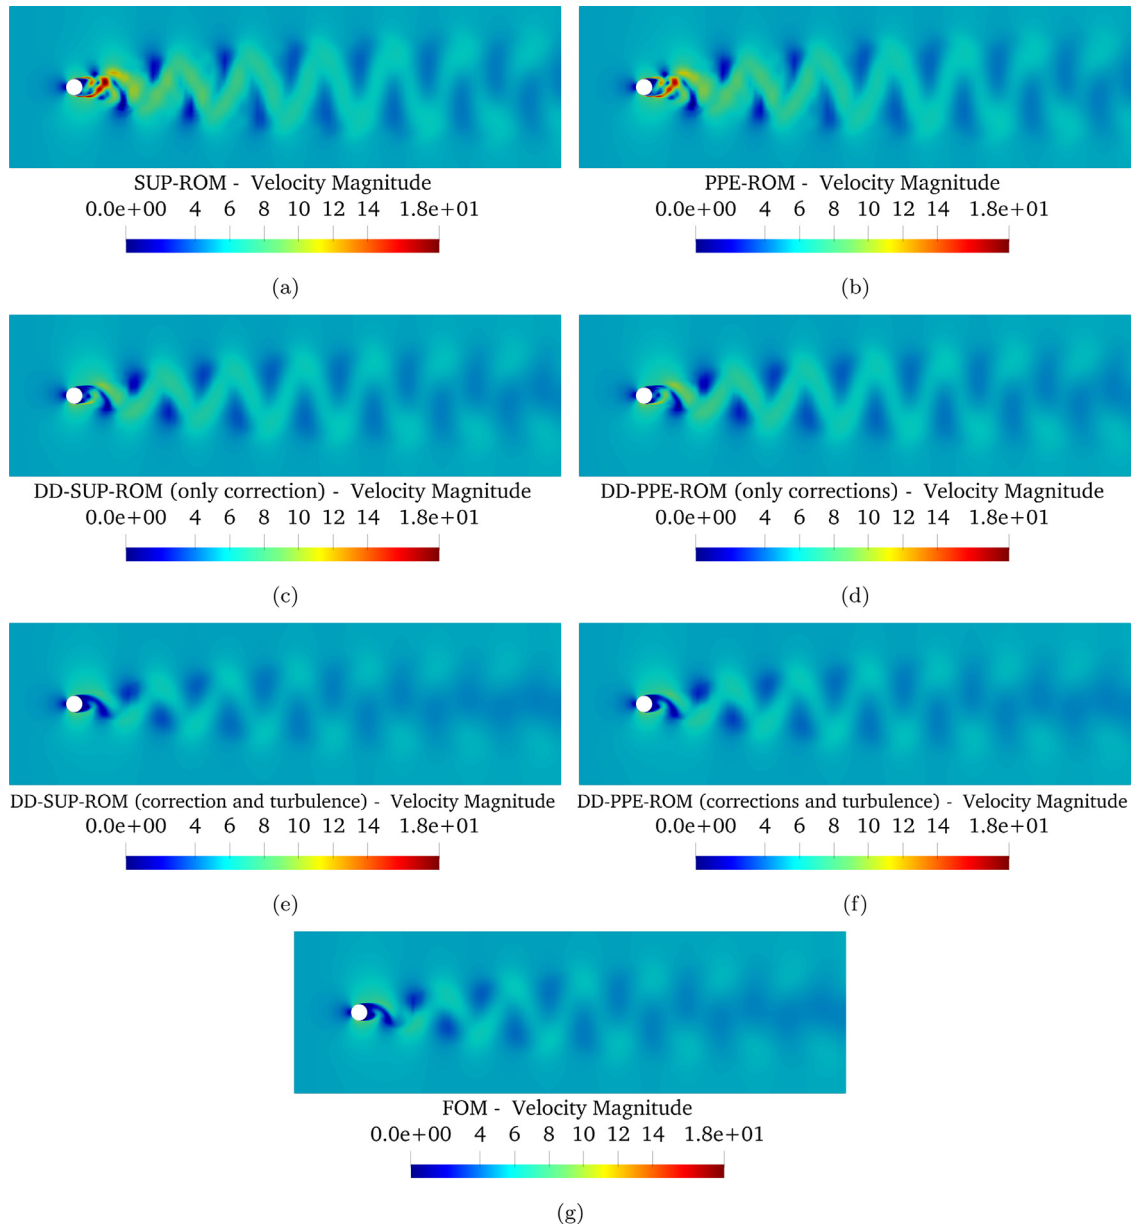 SUP-ROM - Velocity Magnitude
0.0e+00 4 6 8 10 12 14 1.8e+01
(a)
PPE-ROM - Velocity Magnitude
0.0e+00 4 6 8 10 12 14 1.8e+01
(b)
DD-SUP-ROM (only correction) - Velocity Magnitude
0.0e+00 4 6 8 10 12 14 1.8e+01
(c)
DD-PPE-ROM (only corrections) - Velocity Magnitude
0.0e+00 4 6 8 10 12 14 1.8e+01
(d)
DD-SUP-ROM (correction and turbulence) - Velocity Magnitude
0.0e+00 4 6 8 10 12 14 1.8e+01
(e)
DD-PPE-ROM (corrections and turbulence) - Velocity Magnitude
0.0e+00 4 6 8 10 12 14 1.8e+01
(f)
FOM - Velocity Magnitude
0.0e+00 4 6 8 10 12 14 1.8e+01
(g)